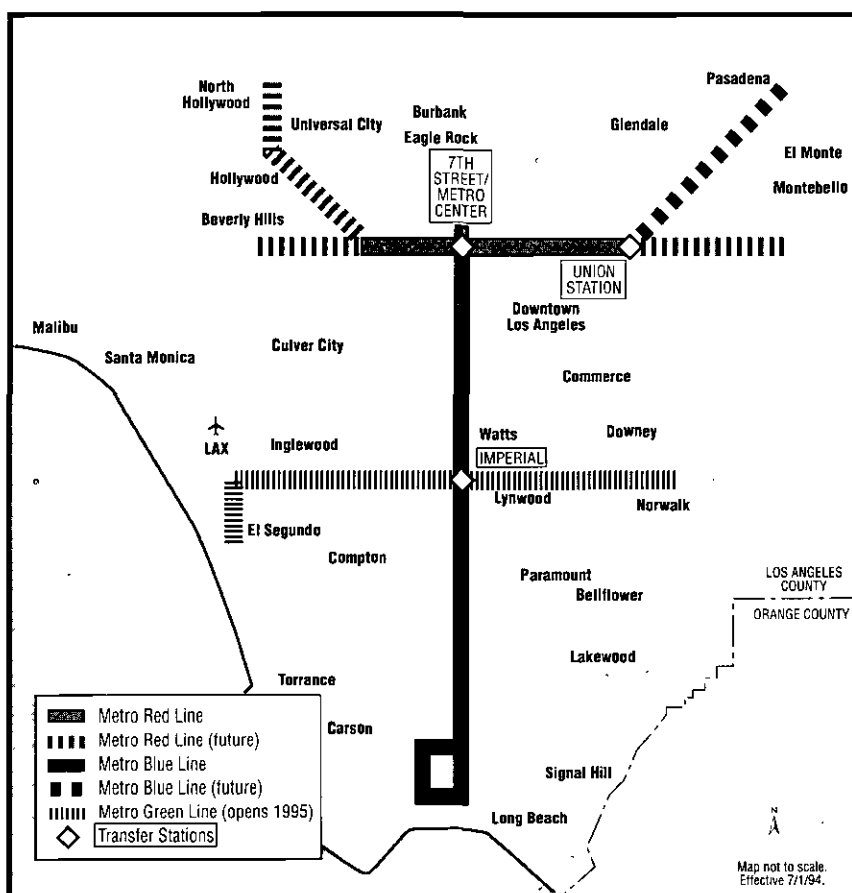 North
Hollywood
Universal City
Burbank
Eagle Rock
Glendale
Pasadena
El Monte
Montebello
Hollywood
7TH
STREET/
METRO
CENTER
Beverly Hills
UNION
STATION
Downtown
Los Angeles
Malibu
Santa Monica
Culver City
Commerce
LAX
Inglewood
Watts
Downey
IMPERIAL
Lynwood
Norwalk
El Segundo
Compton
Paramount
Bellflower
LOS ANGELES
COUNTY
ORANGE COUNTY
Lakewood
Torrance
Carson
Signal Hill
Long Beach
Metro Red Line
Metro Red Line (future)
Metro Blue Line
Metro Blue Line (future)
Metro Green Line (opens 1995)
Transfer Stations
N
Map not to scale.
Effective 7/1/94.